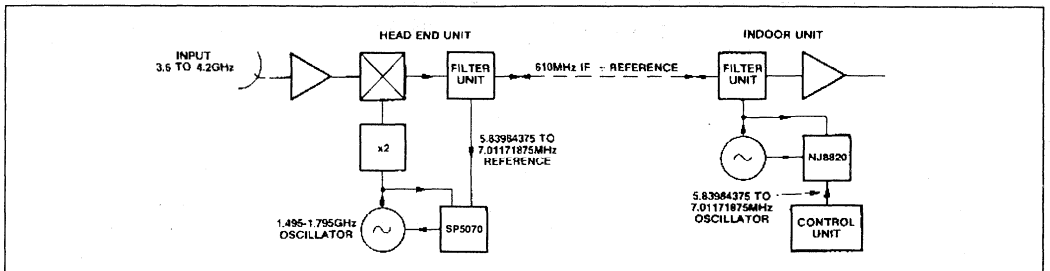 HEAD END UNIT
INDOOR UNIT
INPUT
3.6 TO 4.2GHz
FILTER
UNIT
610MHz IF + REFERENCE
FILTER
UNIT
x2
5.83984375 TO
7.01171875MHz
REFERENCE
NJ8820
1.495-1.795GHz
OSCILLATOR
SP5070
5.83984375 TO
7.01171875MHz
OSCILLATOR
CONTROL
UNIT